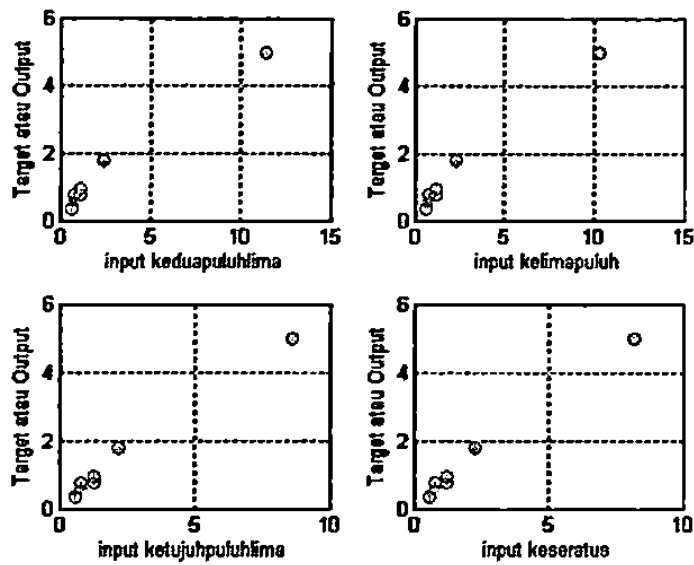 6
4
2
0
Target atau Output
0 5 10 15
input keduapuluhlima
6
4
2
0
Target atau Output
0 5 10 15
input kelimapuluh
6
4
2
0
Target atau Output
0 5 10
input ketujuhpuluhlima
6
4
2
0
Target atau Output
0 5 10
input keseratus